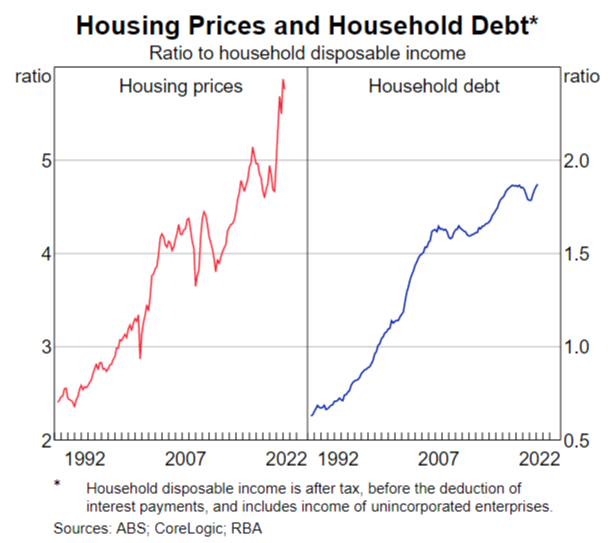 Housing Prices and Household Debt*
Ratio to household disposable income
ratio
ratio
Housing prices
Household debt
5
2.0
4
1.5
3
1.0
2
0.5
1992
2007
2022
1992
2007
2022
* Household disposable income is after tax, before the deduction of
interest payments, and includes income of unincorporated enterprises.
Sources: ABS; CoreLogic; RBA